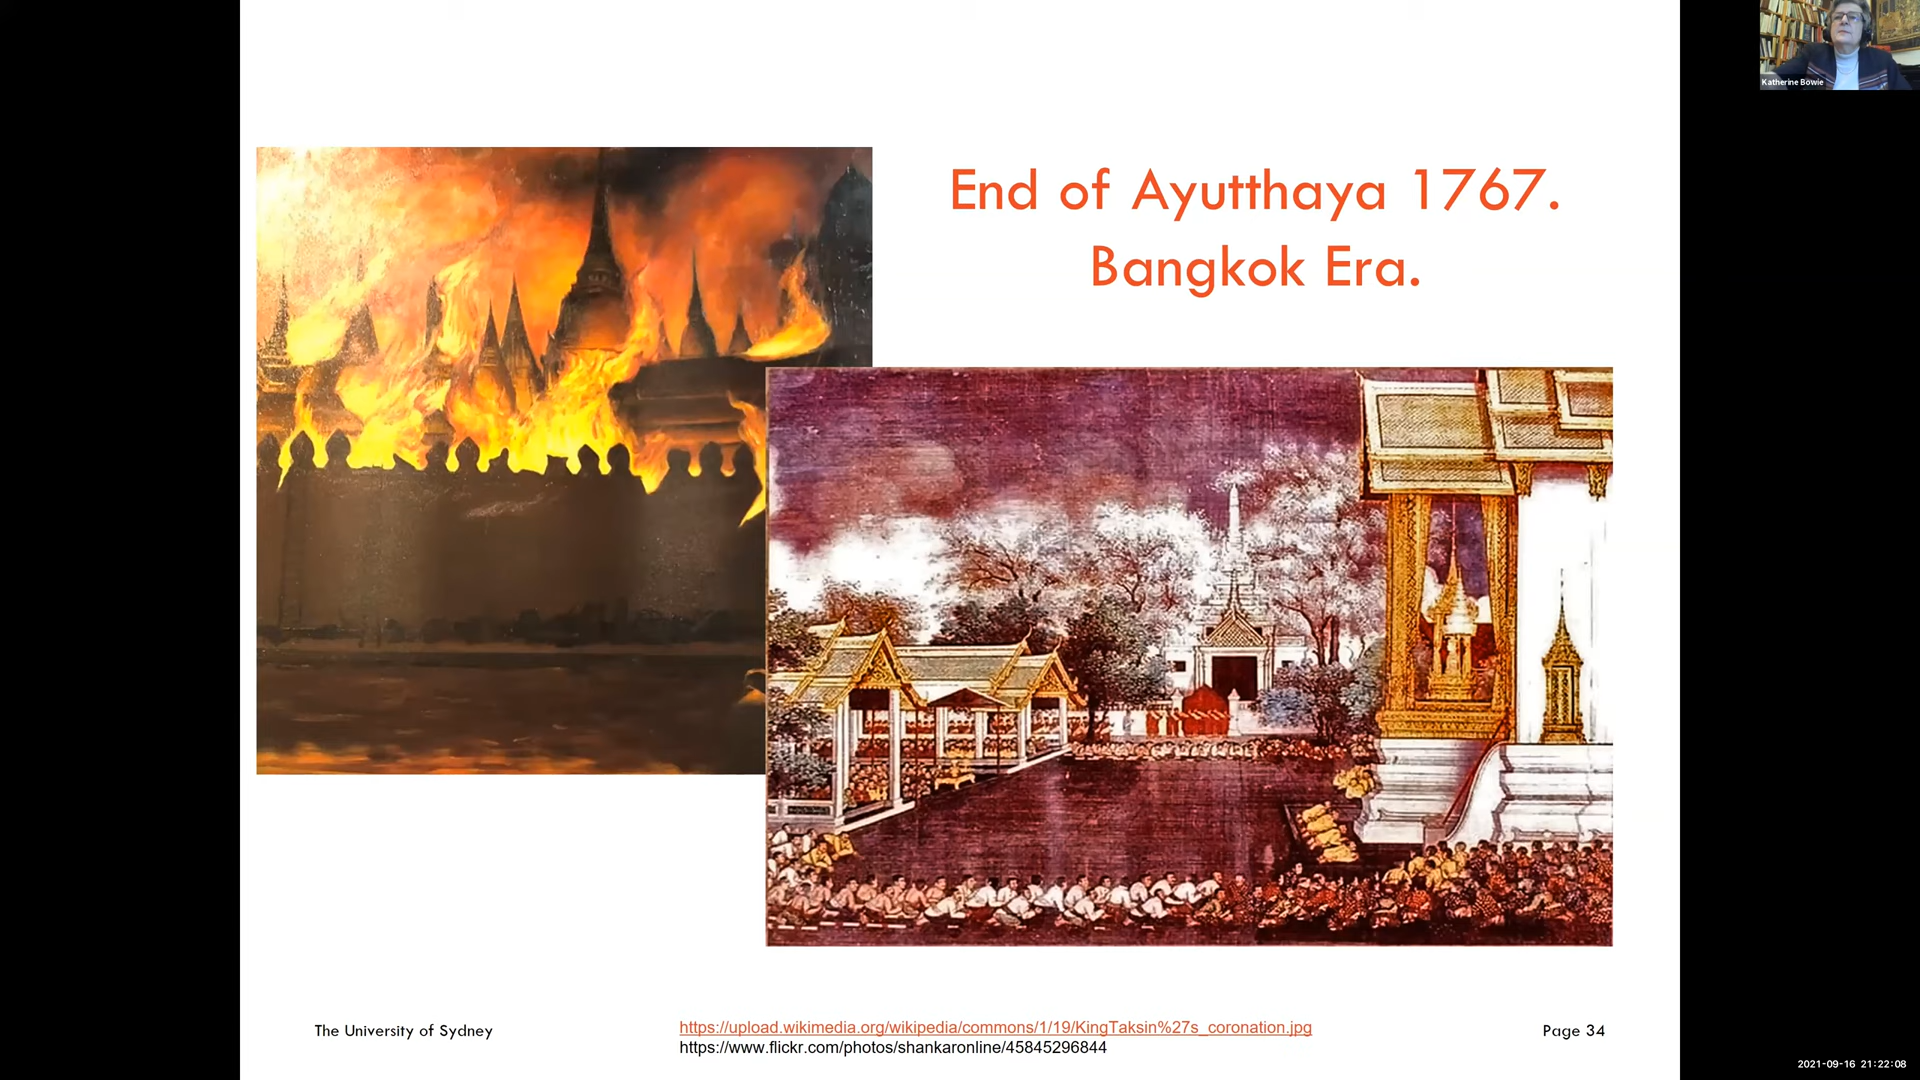 Katherine Bowie
End of Ayutthaya 1767.
Bangkok Era.
The University of Sydney
https://upload.wikimedia.org/wikipedia/commons/1/19/KingTaksin%27s_coronation.jpg
https://www.flickr.com/photos/shankaronline/45845296844
Page 34
2021-09-16 21:22:08